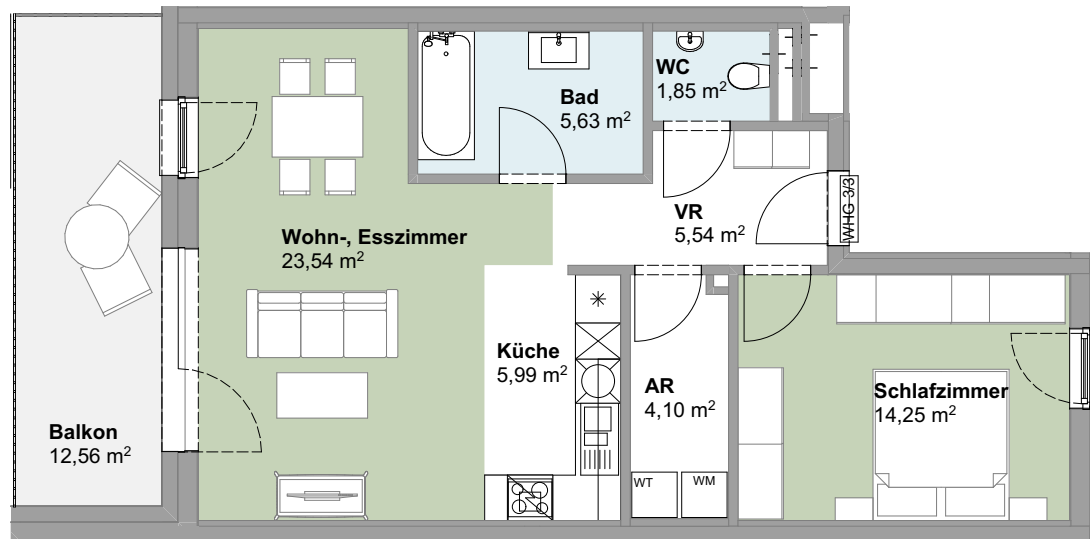 WC
1,85 m²
Bad
5,63 m²
WHG 3/3
VR
5,54 m²
Wohn-, Esszimmer
23,54 m²
Küche
5,99 m²
AR
4,10 m²
Schlafzimmer
14,25 m²
Balkon
12,56 m²
WT
WM